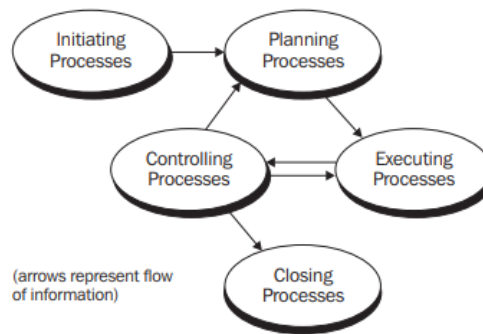 Initiating
Processes
Planning
Processes
Controlling
Processes
Executing
Processes
(arrows represent flow
of information)
Closing
Processes